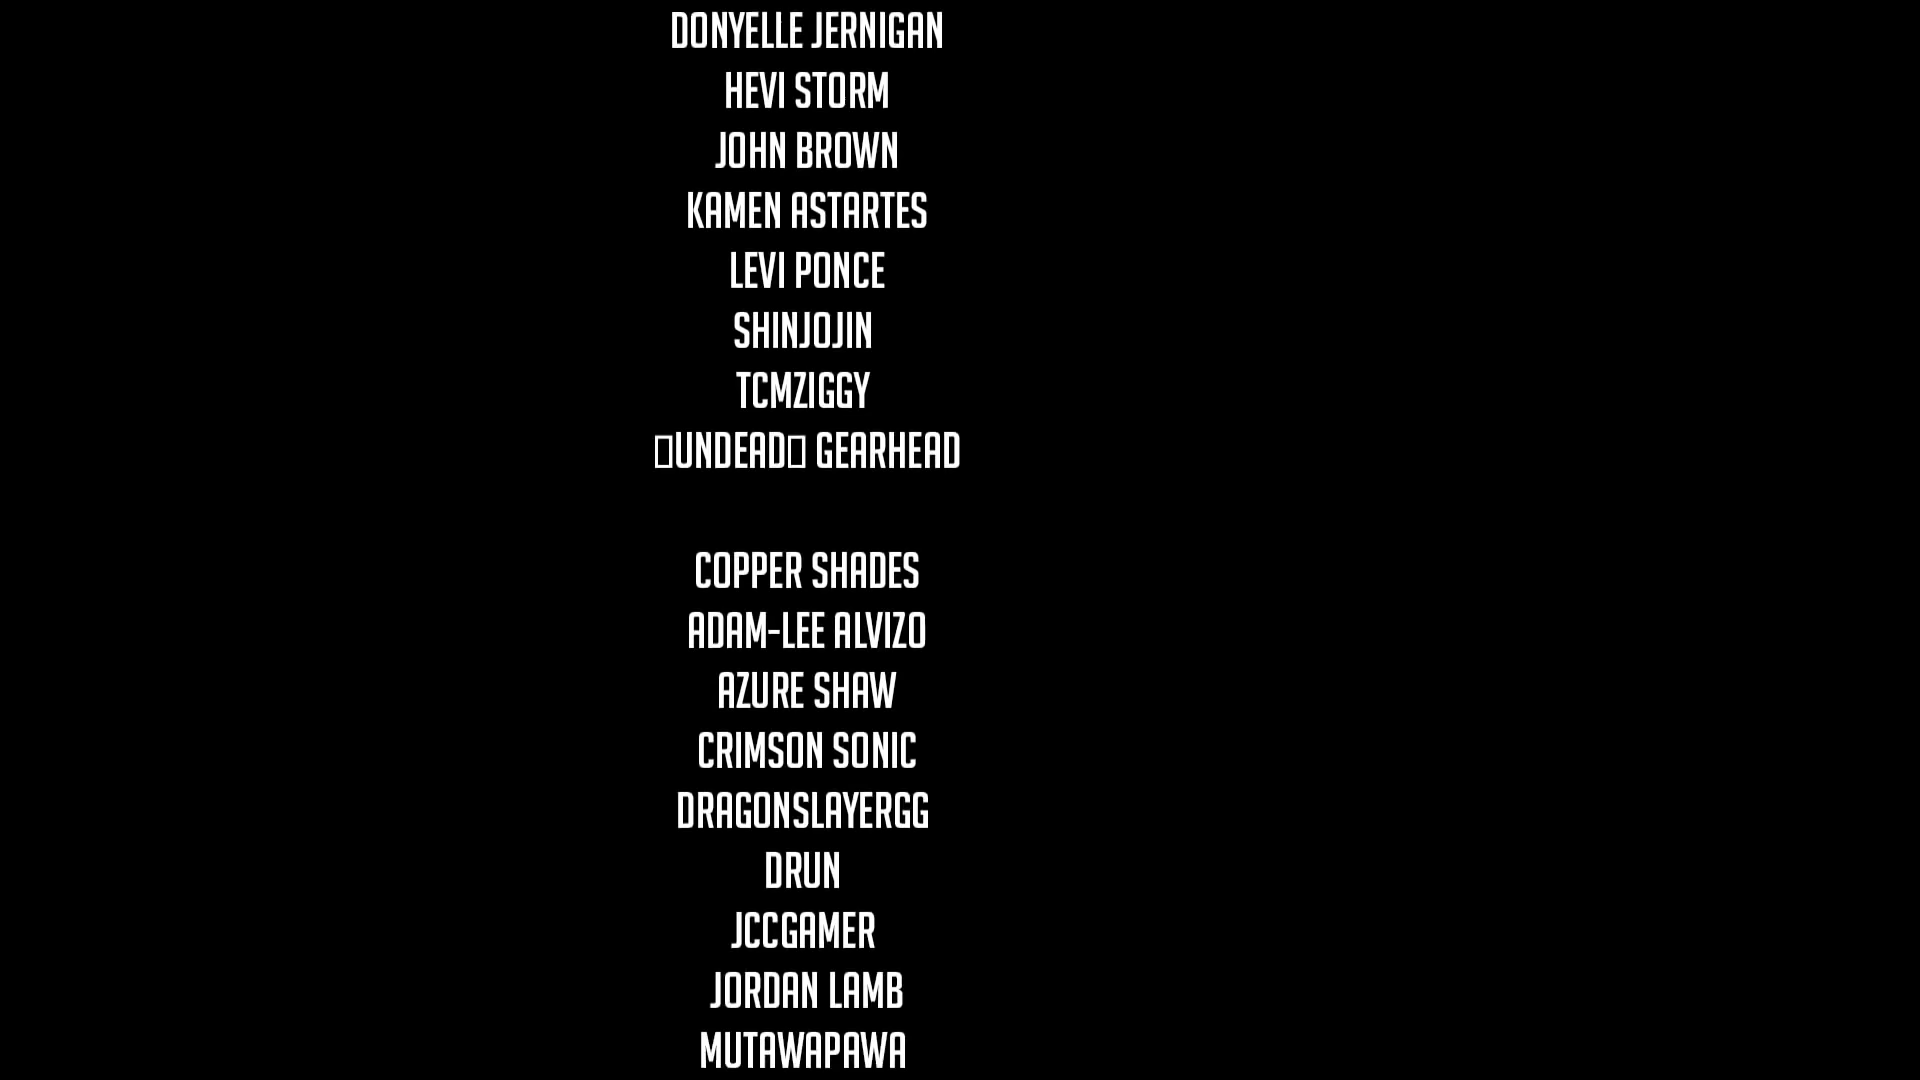 DONYELLE JERNIGAN
HEVI STORM
JOHN BROWN
KAMEN ASTARTES
LEVI PONCE
SHINJOJIN
TCMZIGGY
▯UNDEAD▯ GEARHEAD
COPPER SHADES
ADAM-LEE ALVIZO
AZURE SHAW
CRIMSON SONIC
DRAGONSLAYERGG
DRUN
JCCGAMER
JORDAN LAMB
MUTAWAPAWA